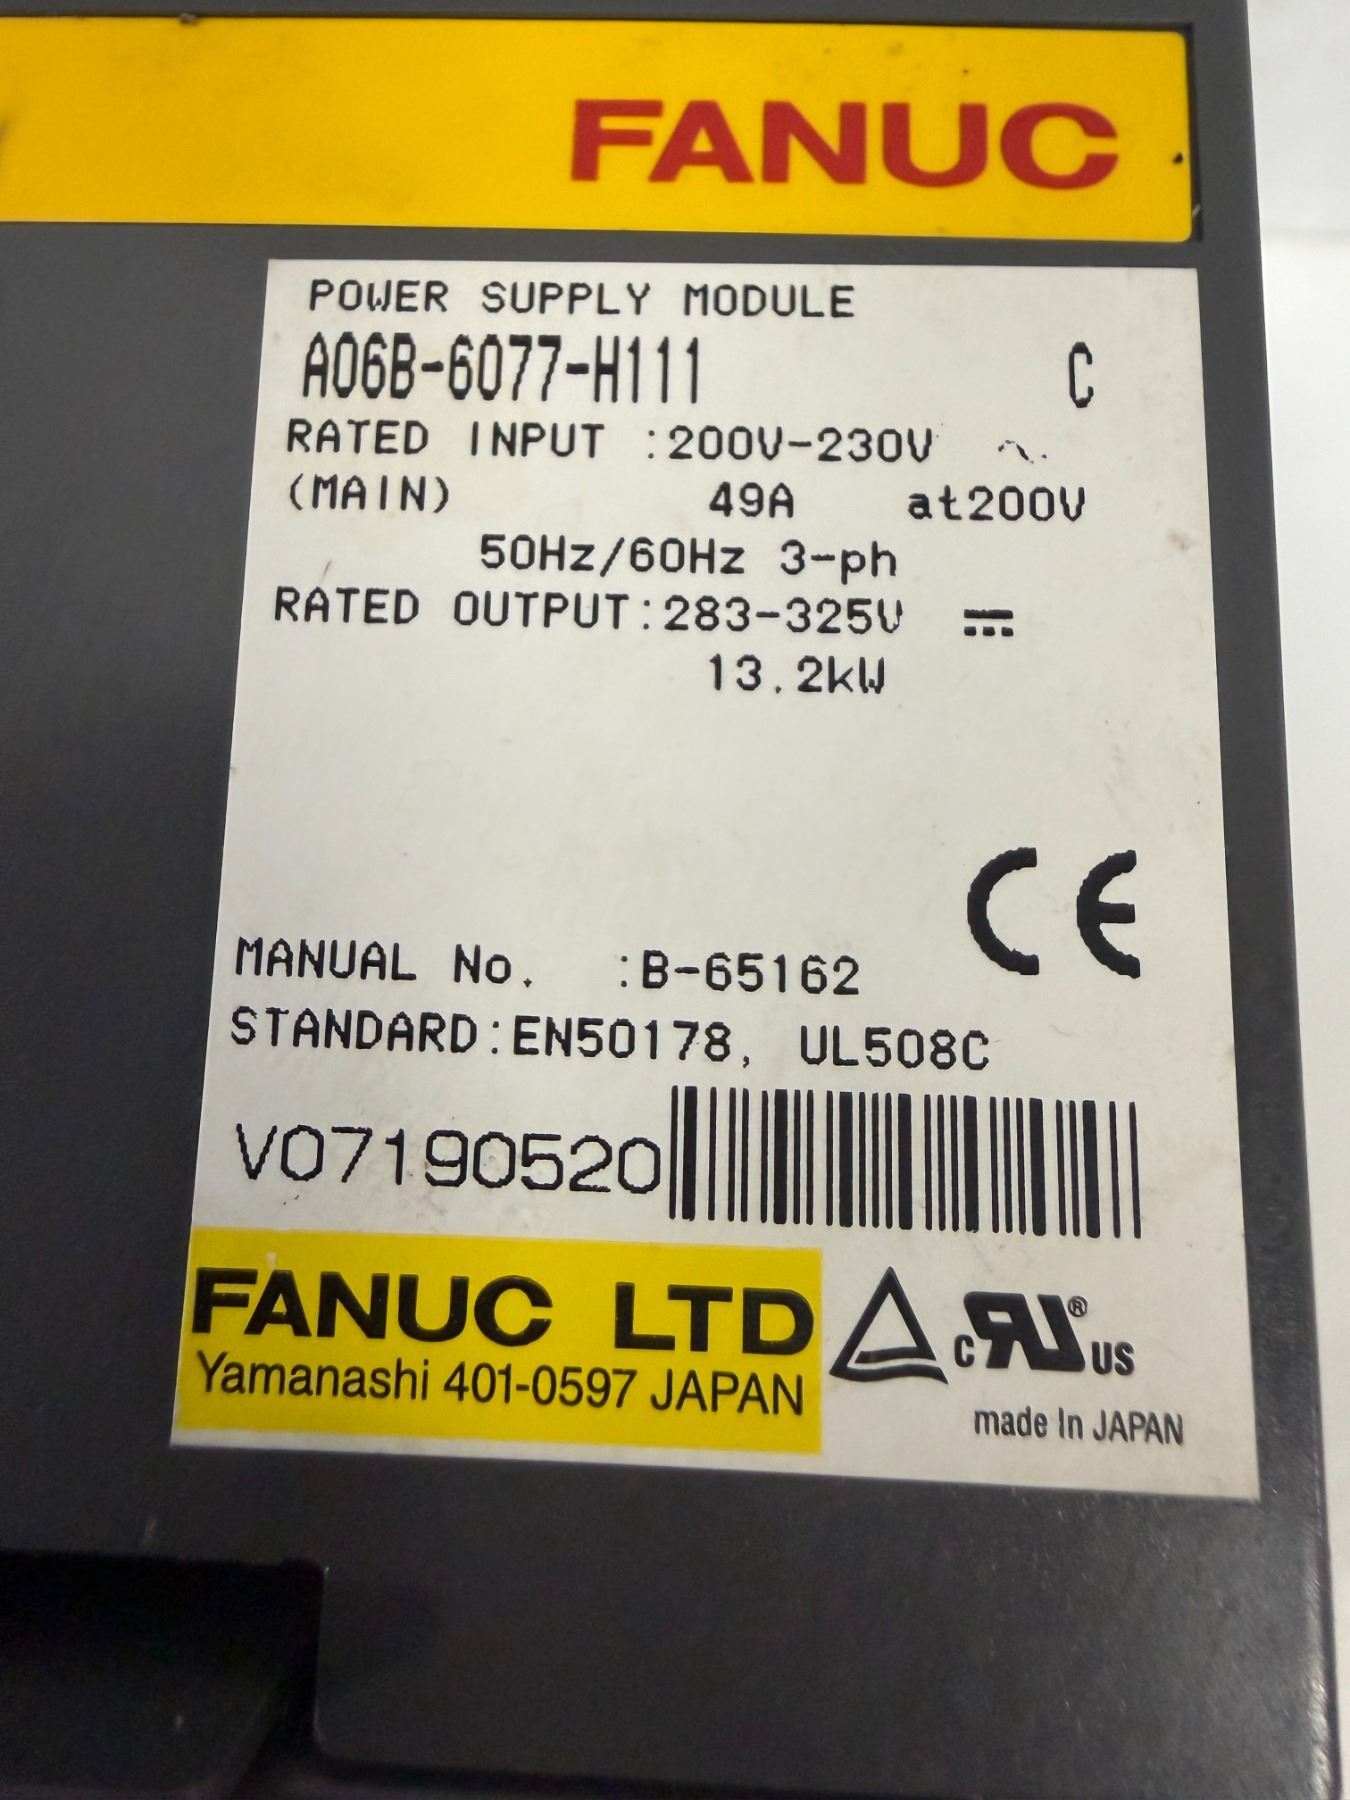 FANUC
POWER SUPPLY MODULE
A06B-6077-H111 C
RATED INPUT :200V-230V ∼
(MAIN) 49A at200V
50Hz/60Hz 3-ph
RATED OUTPUT:283-325V ⎓
13.2kW
CE
MANUAL No. :B-65162
STANDARD:EN50178, UL508C
V07190520
FANUC LTD
Yamanashi 401-0597 JAPAN
c RU ® US
made In JAPAN